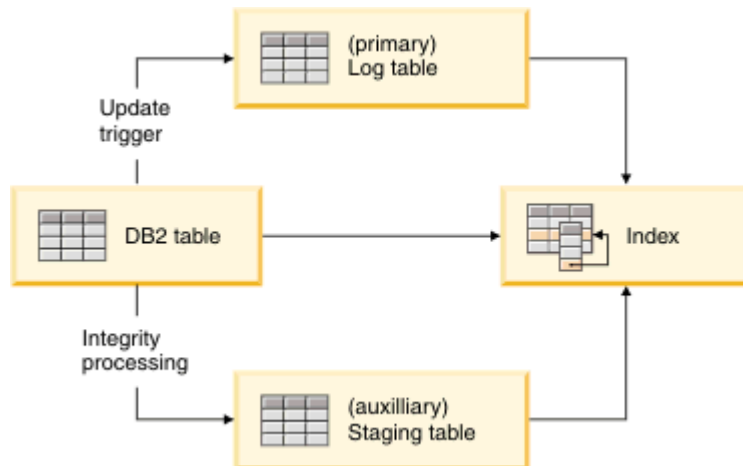 (primary)
Log table
Update
trigger
DB2 table
Index
Integrity
processing
(auxilliary)
Staging table